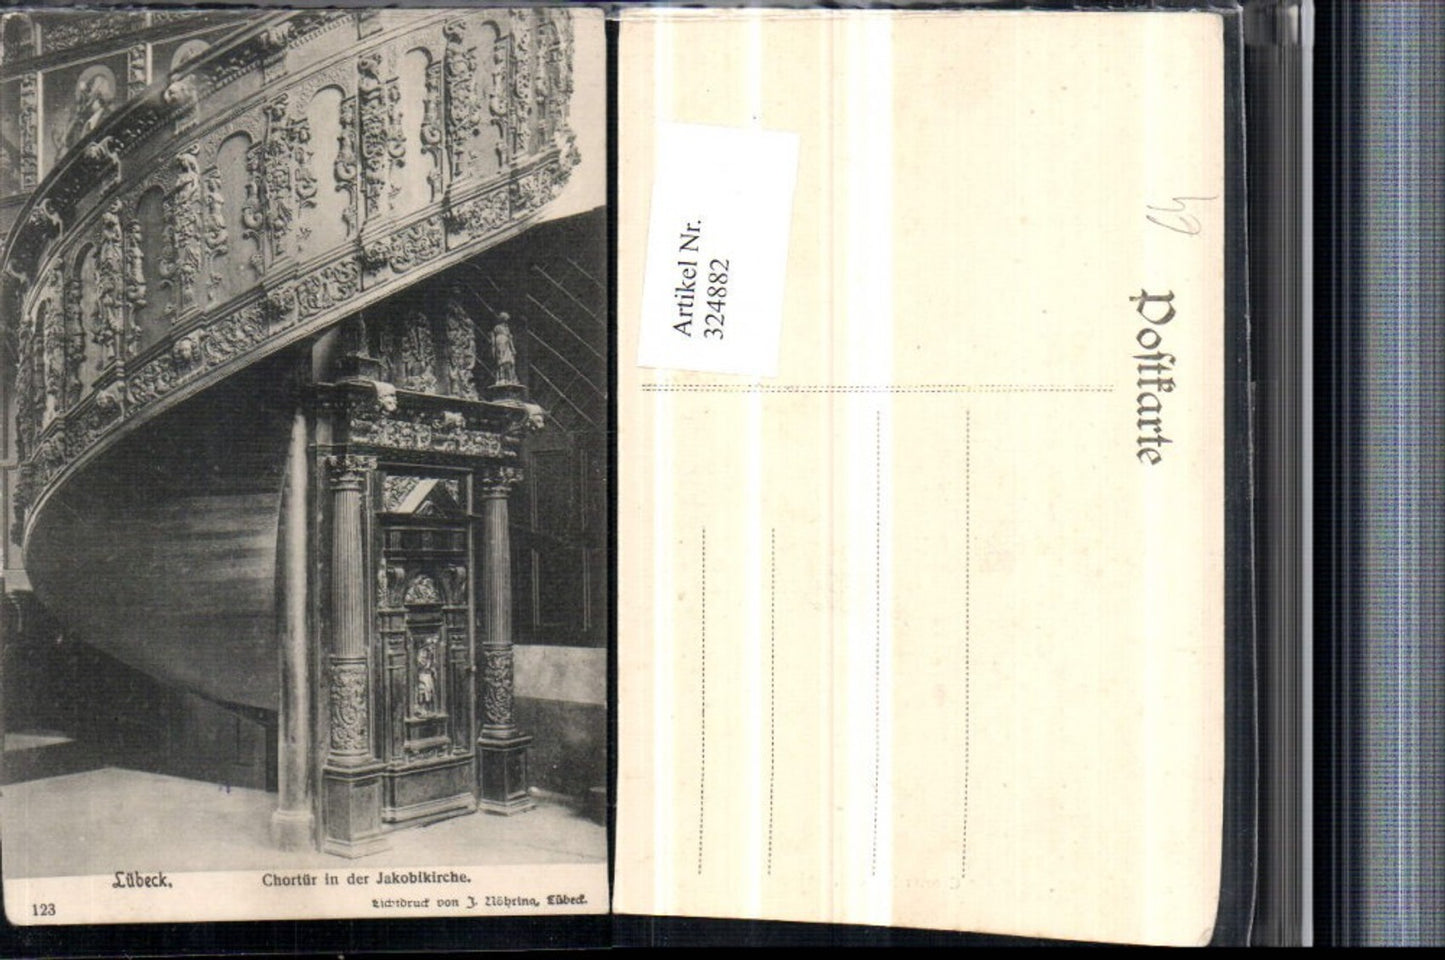 Lübeck, Chortür in der Jakobikirche.
123
Lichtdruck von J. Nöhring, Lübeck.
Artikel Nr.
324882
Postkarte